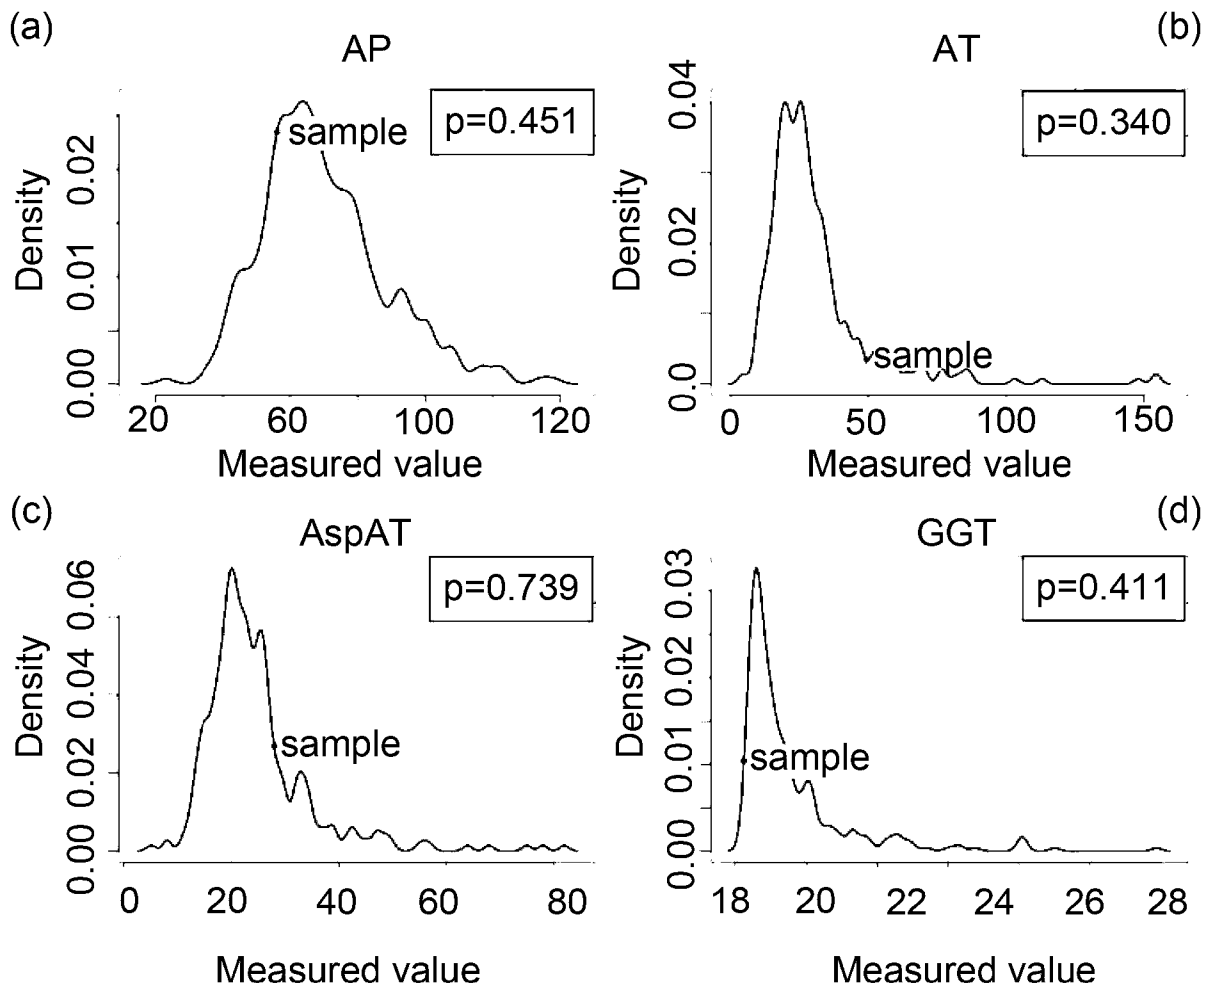 (a)
AP
p=0.451
sample
Density
0.00 0.01 0.02
20 60 100 120
Measured value
(b)
AT
p=0.340
sample
Density
0.0 0.02 0.04
0 50 100 150
Measured value
(c)
AspAT
p=0.739
sample
Density
0.00 0.02 0.04 0.06
0 20 40 60 80
Measured value
(d)
GGT
p=0.411
sample
Density
0.00 0.01 0.02 0.03
18 20 22 24 26 28
Measured value